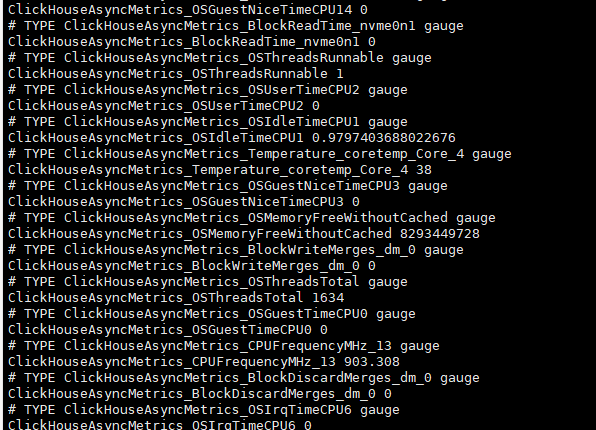 ClickHouseAsyncMetrics_OSGuestNiceTimeCPU14 0
# TYPE ClickHouseAsyncMetrics_BlockReadTime_nvme0n1 gauge
ClickHouseAsyncMetrics_BlockReadTime_nvme0n1 0
# TYPE ClickHouseAsyncMetrics_OSThreadsRunnable gauge
ClickHouseAsyncMetrics_OSThreadsRunnable 1
# TYPE ClickHouseAsyncMetrics_OSUserTimeCPU2 gauge
ClickHouseAsyncMetrics_OSUserTimeCPU2 0
# TYPE ClickHouseAsyncMetrics_OSIdleTimeCPU1 gauge
ClickHouseAsyncMetrics_OSIdleTimeCPU1 0.9797403688022676
# TYPE ClickHouseAsyncMetrics_Temperature_coretemp_Core_4 gauge
ClickHouseAsyncMetrics_Temperature_coretemp_Core_4 38
# TYPE ClickHouseAsyncMetrics_OSGuestNiceTimeCPU3 gauge
ClickHouseAsyncMetrics_OSGuestNiceTimeCPU3 0
# TYPE ClickHouseAsyncMetrics_OSMemoryFreeWithoutCached gauge
ClickHouseAsyncMetrics_OSMemoryFreeWithoutCached 8293449728
# TYPE ClickHouseAsyncMetrics_BlockWriteMerges_dm_0 gauge
ClickHouseAsyncMetrics_BlockWriteMerges_dm_0 0
# TYPE ClickHouseAsyncMetrics_OSThreadsTotal gauge
ClickHouseAsyncMetrics_OSThreadsTotal 1634
# TYPE ClickHouseAsyncMetrics_OSGuestTimeCPU0 gauge
ClickHouseAsyncMetrics_OSGuestTimeCPU0 0
# TYPE ClickHouseAsyncMetrics_CPUFrequencyMHz_13 gauge
ClickHouseAsyncMetrics_CPUFrequencyMHz_13 903.308
# TYPE ClickHouseAsyncMetrics_BlockDiscardMerges_dm_0 gauge
ClickHouseAsyncMetrics_BlockDiscardMerges_dm_0 0
# TYPE ClickHouseAsyncMetrics_OSIrqTimeCPU6 gauge
ClickHouseAsyncMetrics_OSIrqTimeCPU6 0